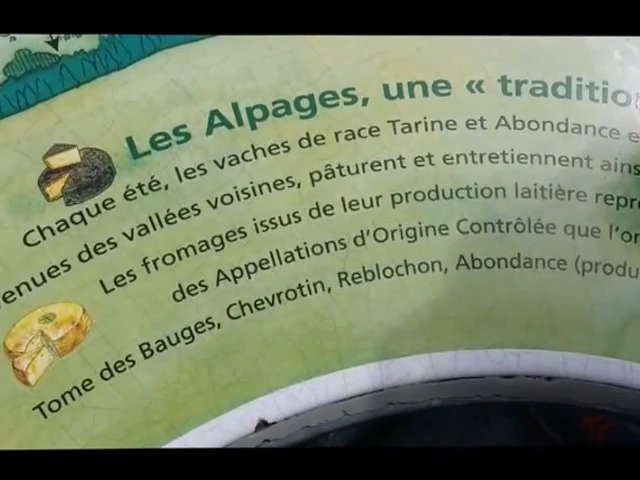 Les Alpages, une « traditio
Chaque été, les vaches de race Tarine et Abondance e
enues des vallées voisines, pâturent et entretiennent ains
Les fromages issus de leur production laitière repr
des Appellations d'Origine Contrôlée que l'or
Tome des Bauges, Chevrotin, Reblochon, Abondance (produ